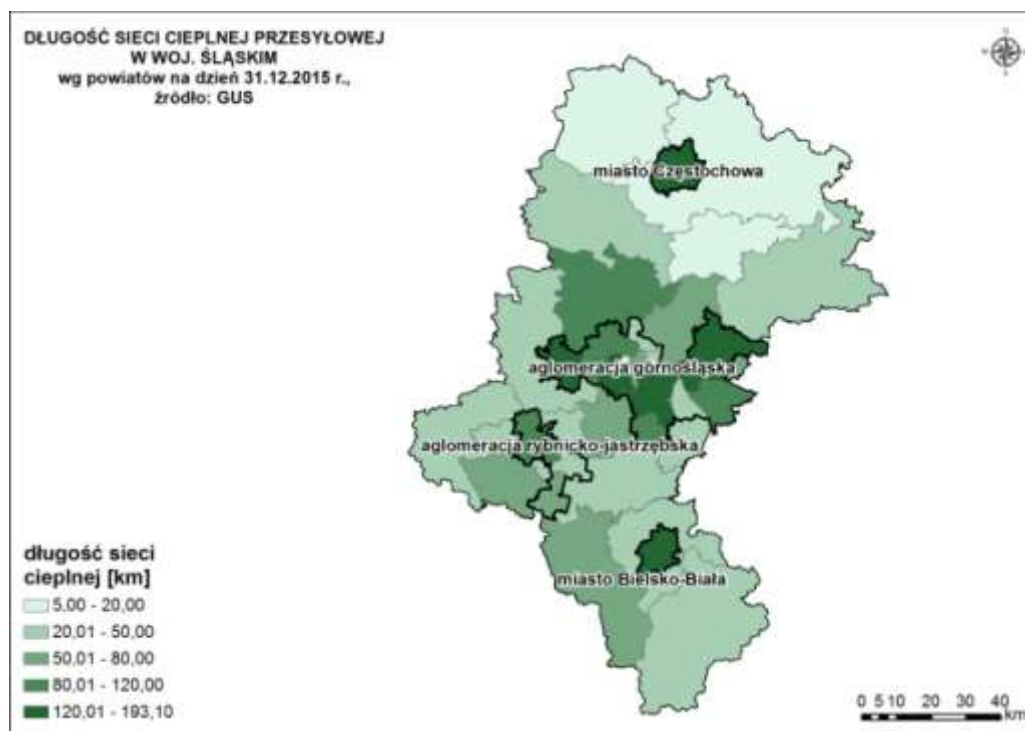 DŁUGOŚĆ SIECI CIEPLNEJ PRZESYŁOWEJ
W WOJ. ŚLĄSKIM
wg powiatów na dzień 31.12.2015 r.,
źródło: GUS
miasto Częstochowa
aglomeracja górnośląska
aglomeracja rybnicko-jastrzębska
miasto Bielsko-Biała
długość sieci
cieplnej [km]
5,00 - 20,00
20,01 - 50,00
50,01 - 80,00
80,01 - 120,00
120,01 - 193,10
0 5 10 20 30 40
km